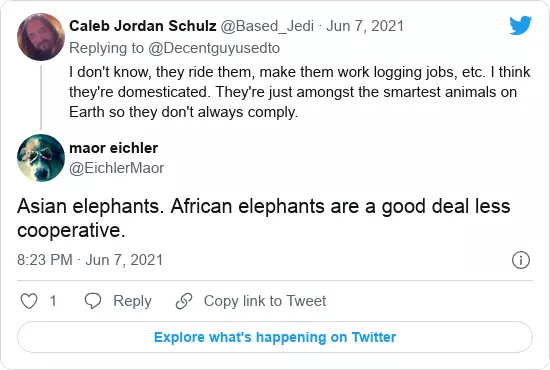 Caleb Jordan Schulz @Based_Jedi · Jun 7, 2021
Replying to @Decentguyusedto
I don't know, they ride them, make them work logging jobs, etc. I think
they're domesticated. They're just amongst the smartest animals on
Earth so they don't always comply.
maor eichler
@EichlerMaor
Asian elephants. African elephants are a good deal less
cooperative.
8:23 PM · Jun 7, 2021
1 Reply Copy link to Tweet
Explore what's happening on Twitter